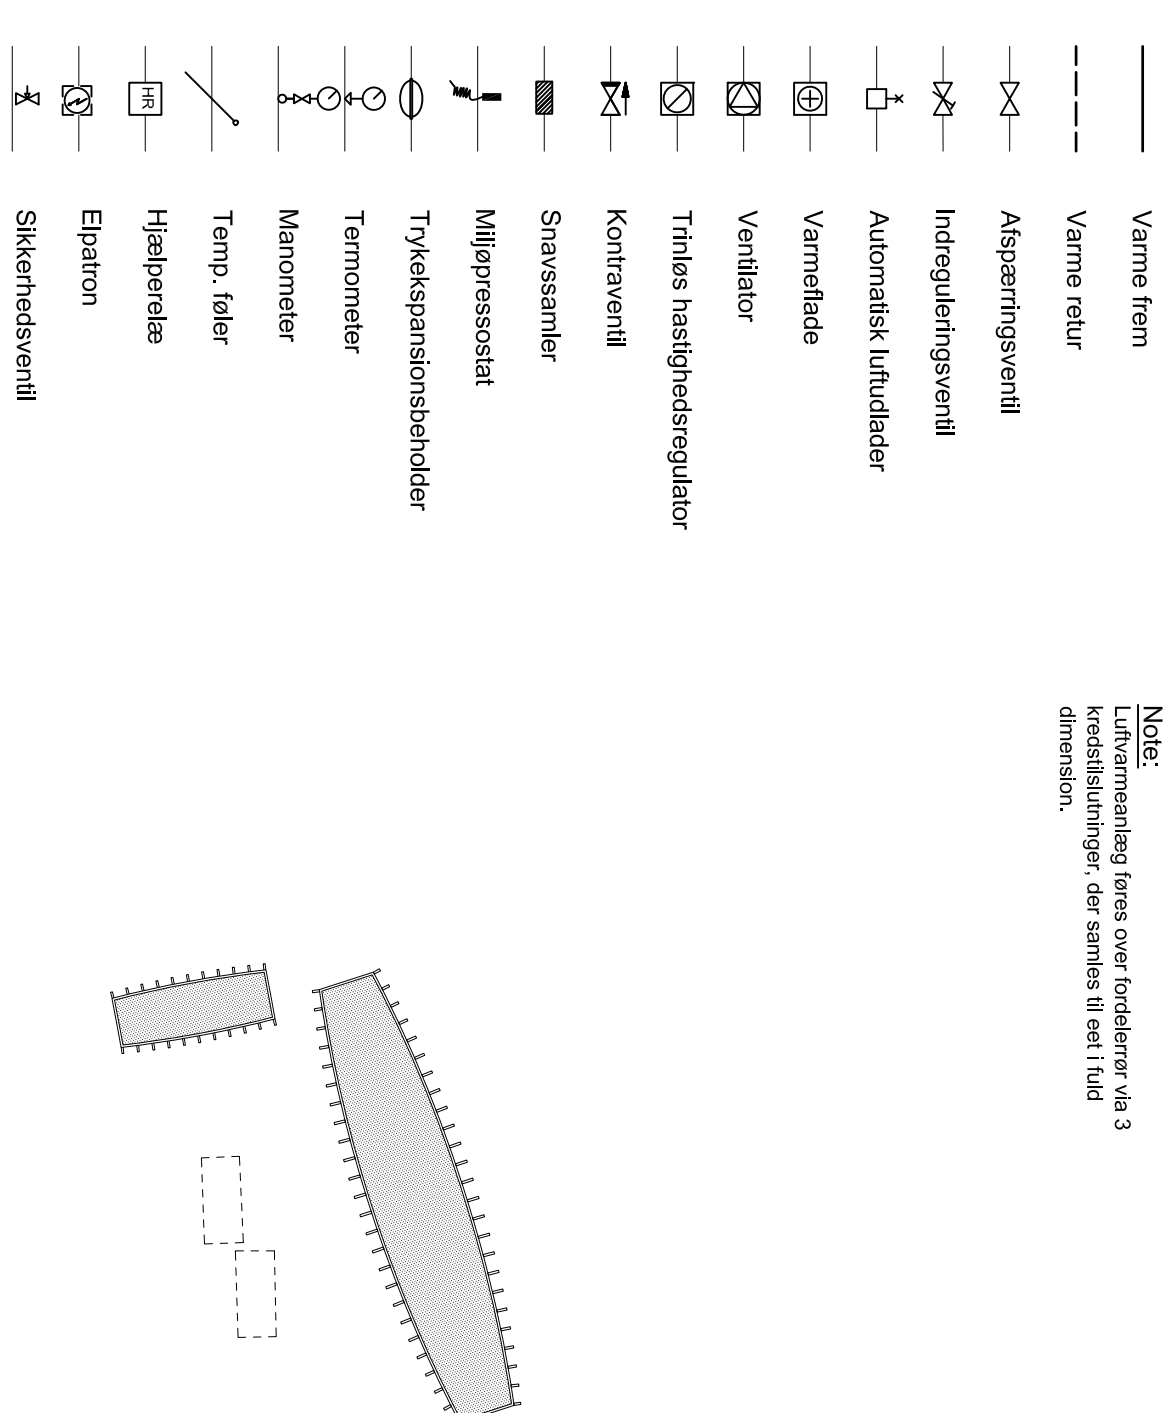 Varme frem
Varme retur
Afspærringsventil
Indreguleringsventil
Automatisk luftudlader
Varmeflade
Ventilator
Trinløs hastighedsregulator
Kontraventil
Snavssamler
Miljøpressostat
Trykekspansionsbeholder
Termometer
Manometer
Temp. føler
HR
Hjælperelæ
Elpatron
Sikkerhedsventil
Note:
Luftvarmeanlæg føres over fordelerrør via 3
kredstilslutninger, der samles til eet i fuld
dimension.